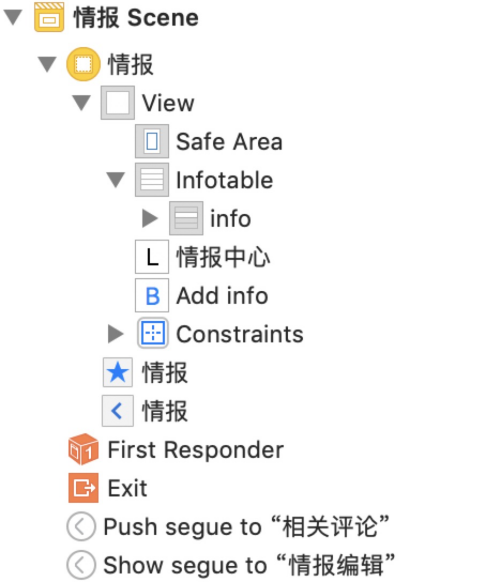 情报 Scene
情报
View
Safe Area
Infotable
info
L 情报中心
B Add info
Constraints
情报
情报
1 First Responder
Exit
Push segue to “相关评论”
Show segue to “情报编辑”